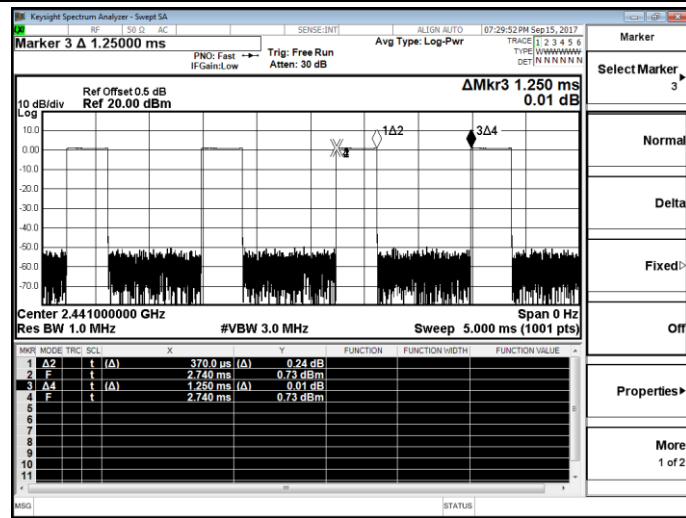 Keysight Spectrum Analyzer - Swept SA
RF 50 Ω AC SENSE:INT ALIGN AUTO 07:29:52 PM Sep 15, 2017
Marker 3 Δ 1.25000 ms
PNO: Fast
IFGain:Low
Trig: Free Run
Atten: 30 dB
Avg Type: Log-Pwr
TRACE 1 2 3 4 5 6
TYPE WWWWWW
DET N N N N N N
Ref Offset 0.5 dB
10 dB/div Ref 20.00 dBm
Log
ΔMkr3 1.250 ms
0.01 dB
10.0
0.00
-10.0
-20.0
-30.0
-40.0
-50.0
-60.0
-70.0
1Δ2
3Δ4
Center 2.441000000 GHz Span 0 Hz
Res BW 1.0 MHz #VBW 3.0 MHz Sweep 5.000 ms (1001 pts)
MKR MODE TRC SCL X Y FUNCTION FUNCTION WIDTH FUNCTION VALUE
1 Δ2 t (Δ) 370.0 µs (Δ) 0.24 dB
2 F t 2.740 ms 0.73 dBm
3 Δ4 t (Δ) 1.250 ms (Δ) 0.01 dB
4 F t 2.740 ms 0.73 dBm
5
6
7
8
9
10
11
MSG STATUS
Marker
Select Marker
3
Normal
Delta
Fixed
Off
Properties
More
1 of 2